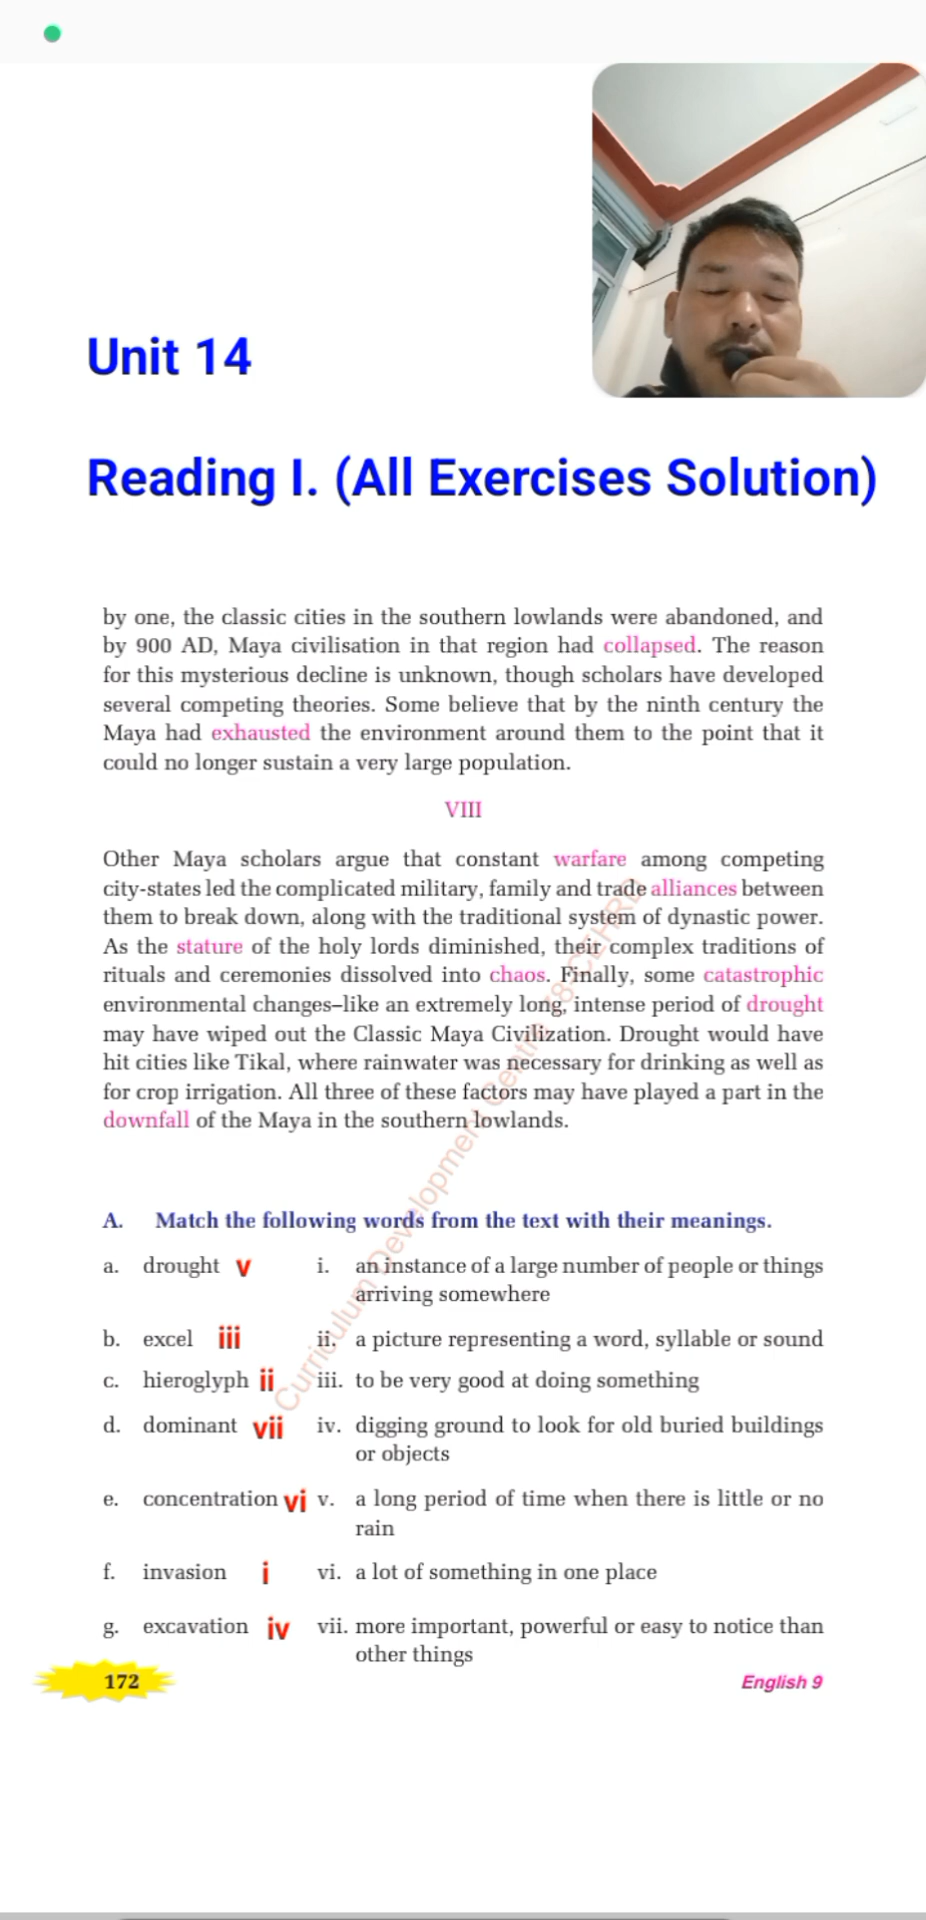 Unit 14
Reading I. (All Exercises Solution)
by one, the classic cities in the southern lowlands were abandoned, and
by 900 AD, Maya civilisation in that region had collapsed. The reason
for this mysterious decline is unknown, though scholars have developed
several competing theories. Some believe that by the ninth century the
Maya had exhausted the environment around them to the point that it
could no longer sustain a very large population.
VIII
Other Maya scholars argue that constant warfare among competing
city-states led the complicated military, family and trade alliances between
them to break down, along with the traditional system of dynastic power.
As the stature of the holy lords diminished, their complex traditions of
rituals and ceremonies dissolved into chaos. Finally, some catastrophic
environmental changes–like an extremely long, intense period of drought
may have wiped out the Classic Maya Civilization. Drought would have
hit cities like Tikal, where rainwater was necessary for drinking as well as
for crop irrigation. All three of these factors may have played a part in the
downfall of the Maya in the southern lowlands.
A. Match the following words from the text with their meanings.
a. drought v i. an instance of a large number of people or things
arriving somewhere
b. excel iii ii. a picture representing a word, syllable or sound
c. hieroglyph ii iii. to be very good at doing something
d. dominant vii iv. digging ground to look for old buried buildings
or objects
e. concentration vi v. a long period of time when there is little or no
rain
f. invasion i vi. a lot of something in one place
g. excavation iv vii. more important, powerful or easy to notice than
other things
172 English 9
Curriculum Development Centre